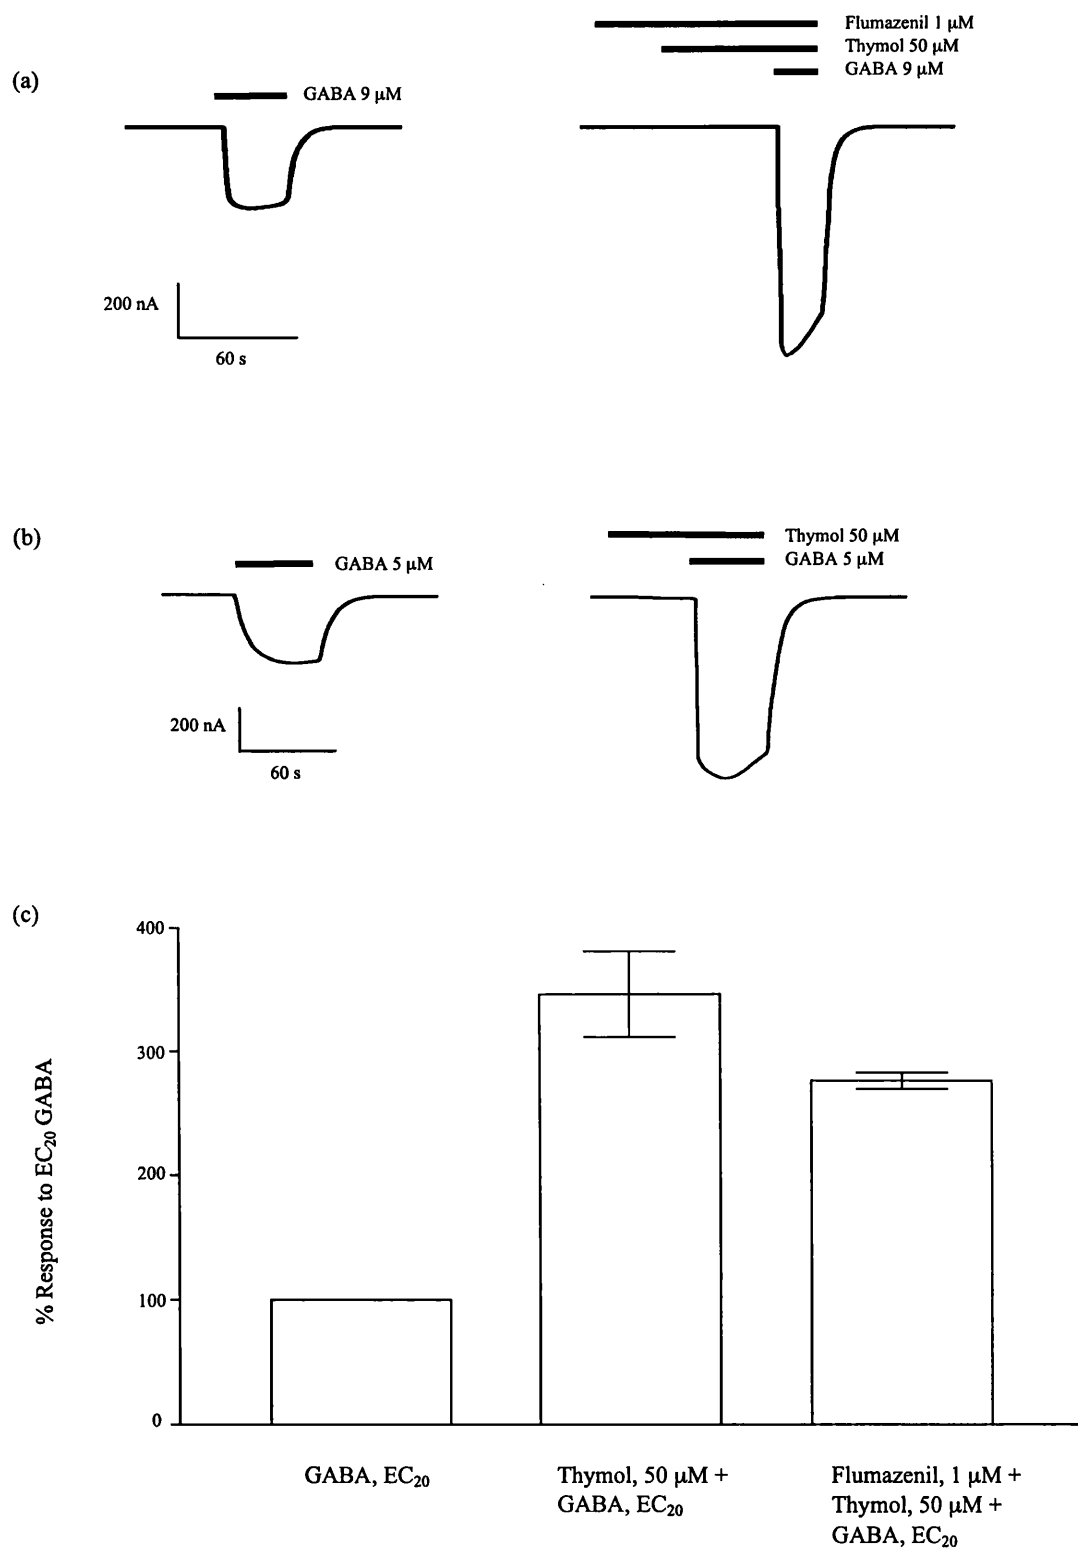 (a)
GABA 9 μM
Flumazenil 1 μM
Thymol 50 μM
GABA 9 μM
200 nA
60 s
(b)
GABA 5 μM
Thymol 50 μM
GABA 5 μM
200 nA
60 s
(c)
% Response to EC20 GABA
400
300
200
100
0
GABA, EC20
Thymol, 50 μM +
GABA, EC20
Flumazenil, 1 μM +
Thymol, 50 μM +
GABA, EC20